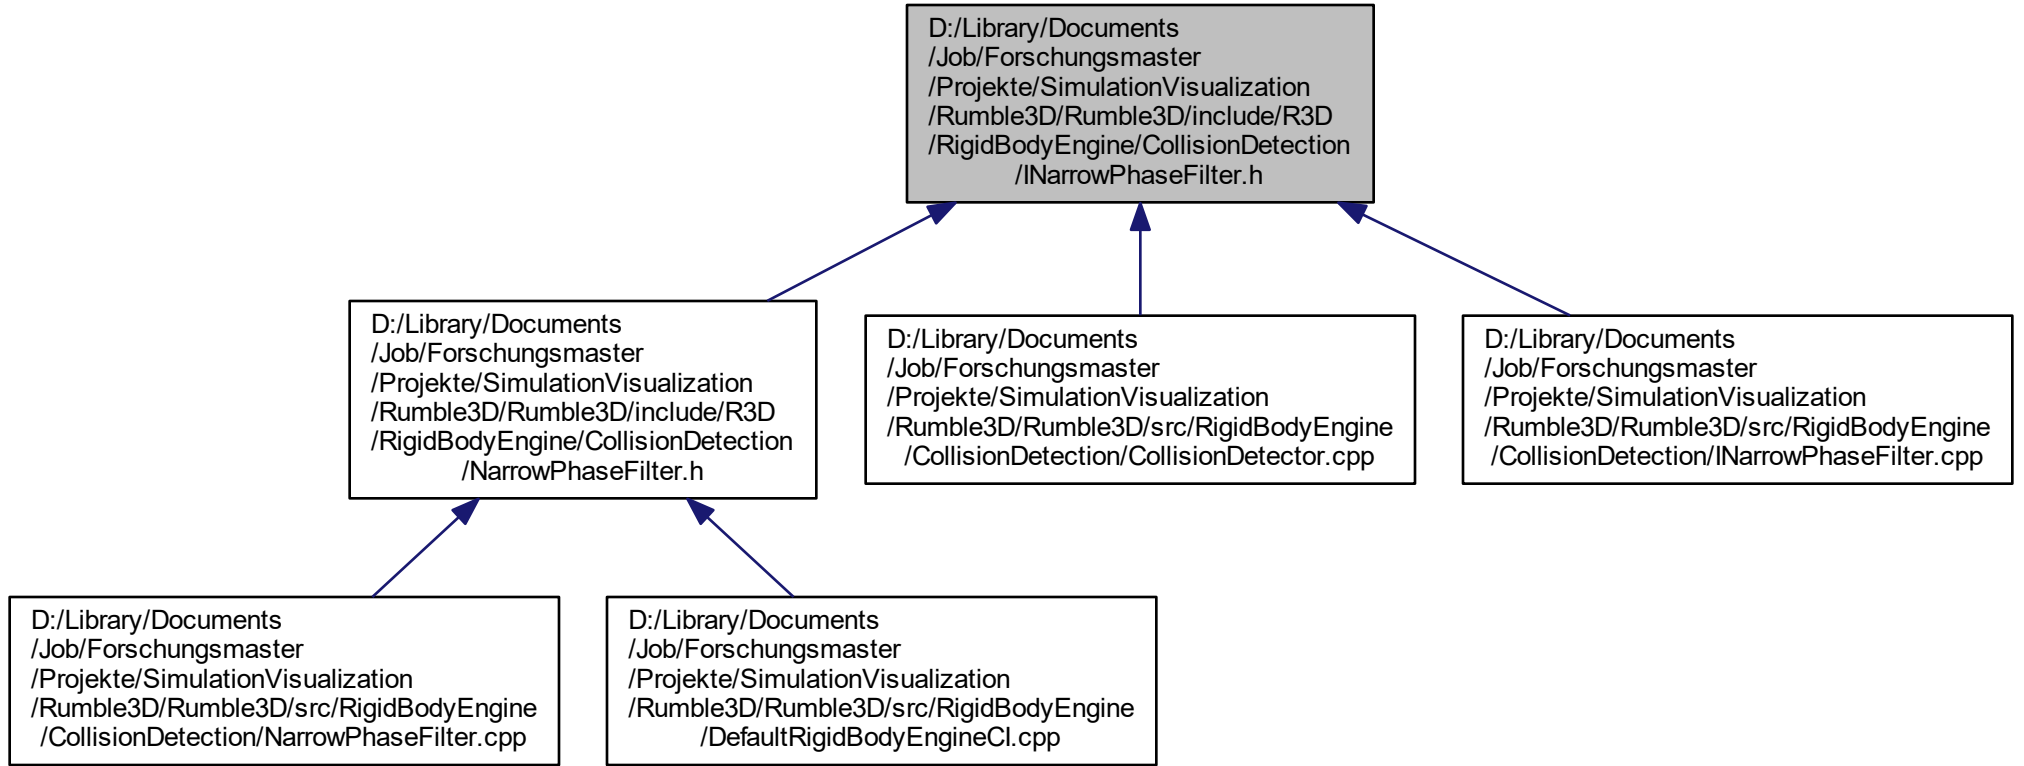 D:/Library/Documents
/Job/Forschungsmaster
/Projekte/SimulationVisualization
/Rumble3D/Rumble3D/include/R3D
/RigidBodyEngine/CollisionDetection
/INarrowPhaseFilter.h
D:/Library/Documents
/Job/Forschungsmaster
/Projekte/SimulationVisualization
/Rumble3D/Rumble3D/include/R3D
/RigidBodyEngine/CollisionDetection
/NarrowPhaseFilter.h
D:/Library/Documents
/Job/Forschungsmaster
/Projekte/SimulationVisualization
/Rumble3D/Rumble3D/src/RigidBodyEngine
/CollisionDetection/CollisionDetector.cpp
D:/Library/Documents
/Job/Forschungsmaster
/Projekte/SimulationVisualization
/Rumble3D/Rumble3D/src/RigidBodyEngine
/CollisionDetection/INarrowPhaseFilter.cpp
D:/Library/Documents
/Job/Forschungsmaster
/Projekte/SimulationVisualization
/Rumble3D/Rumble3D/src/RigidBodyEngine
/CollisionDetection/NarrowPhaseFilter.cpp
D:/Library/Documents
/Job/Forschungsmaster
/Projekte/SimulationVisualization
/Rumble3D/Rumble3D/src/RigidBodyEngine
/DefaultRigidBodyEngineCI.cpp